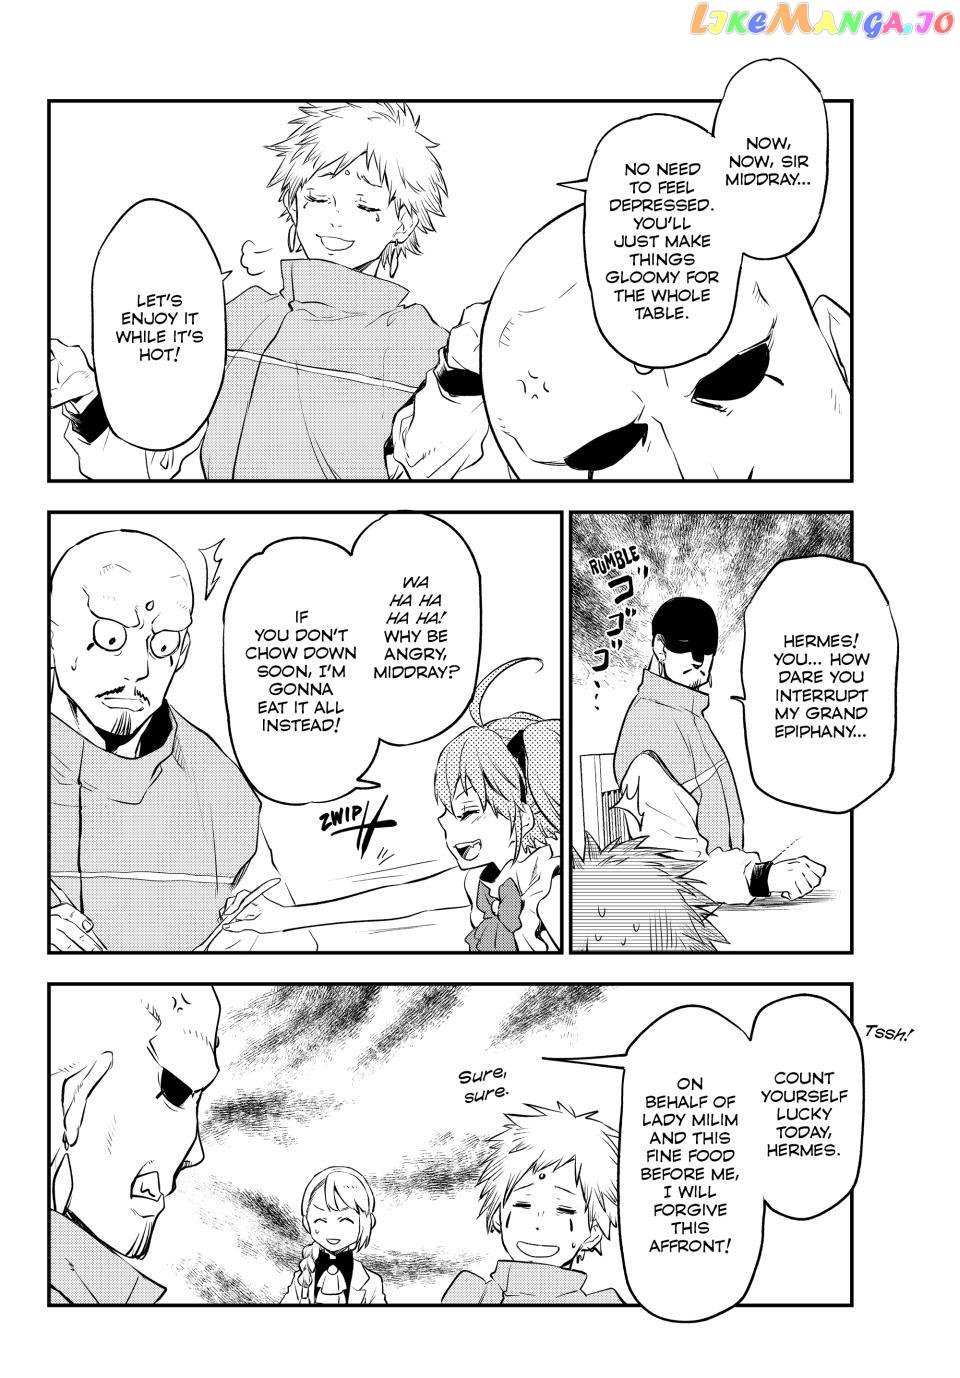 LIKEMANGA.IO
NOW,
NOW, SIR
MIDDRAY...
NO NEED
TO FEEL
DEPRESSED.
YOU'LL
JUST MAKE
THINGS
GLOOMY FOR
THE WHOLE
TABLE.
LET'S
ENJOY IT
WHILE IT'S
HOT!
HERMES!
YOU... HOW
DARE YOU
INTERRUPT
MY GRAND
EPIPHANY...
RUMBLE
ゴゴゴ
WA
HA HA
HA HA!
WHY BE
ANGRY,
MIDDRAY?
IF
YOU DON'T
CHOW DOWN
SOON, I'M
GONNA
EAT IT ALL
INSTEAD!
ZWIP
Tssh!
COUNT
YOURSELF
LUCKY
TODAY,
HERMES.
ON
BEHALF OF
LADY MILIM
AND THIS
FINE FOOD
BEFORE ME,
I WILL
FORGIVE
THIS
AFFRONT!
Sure,
sure.